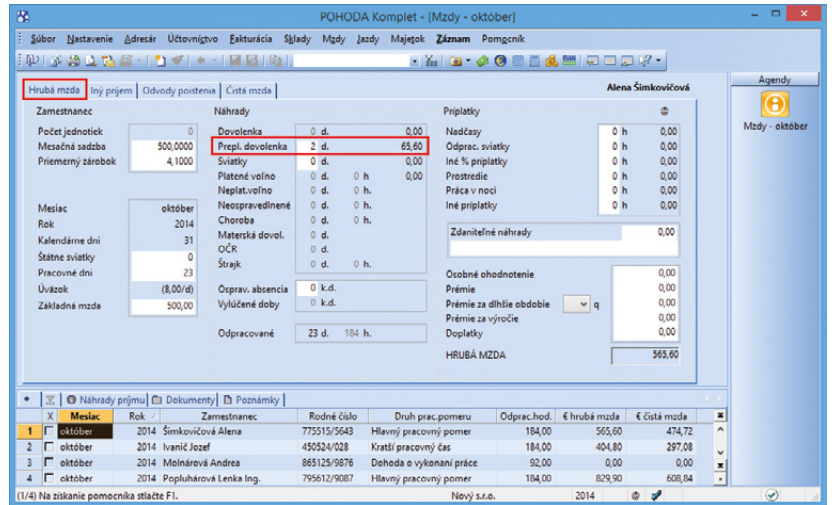 POHODA Komplet - [Mzdy - október]
Súbor Nastavenie Adresár Účtovníctvo Fakturácia Sklady Mzdy Jazdy Majetok Záznam Pomocník
Hrubá mzda Iný príjem Odvody poistenia Čistá mzda Alena Šimkovičová
Agendy
Mzdy - október
Zamestnanec
Počet jednotiek 0
Mesačná sadzba 500,0000
Priemerný zárobok 4,1000
Mesiac október
Rok 2014
Kalendárne dni 31
Štátne sviatky 0
Pracovné dni 23
Úväzok (8,00/d)
Základná mzda 500,00
Náhrady
Dovolenka 0 d. 0,00
Prepl. dovolenka 2 d. 65,60
Sviatky 0 d. 0,00
Platené voľno 0 d. 0 h 0,00
Neplat.voľno 0 d. 0 h.
Neospravedlnené 0 d. 0 h.
Choroba 0 d. 0 h.
Materská dovol. 0 d.
OČR 0 d.
Štrajk 0 d. 0 h.
Osprav. absencia 0 k.d.
Vylúčené doby 0 k.d.
Odpracované 23 d. 184 h.
Príplatky
Nadčasy 0 h 0,00
Odprac. sviatky 0 h 0,00
Iné % príplatky 0 h 0,00
Prostredie 0 h 0,00
Práca v noci 0 h 0,00
Iné príplatky 0 h 0,00
Zdaniteľné náhrady 0,00
Osobné ohodnotenie 0,00
Prémie 0,00
Prémie za dlhšie obdobie q 0,00
Prémie za výročie 0,00
Doplatky 0,00
HRUBÁ MZDA 565,60
* Náhrady príjmu Dokumenty Poznámky
X Mesiac Rok Zamestnanec Rodné číslo Druh prac.pomeru Odprac.hod. € hrubá mzda € čistá mzda
1 október 2014 Šimkovičová Alena 775515/5643 Hlavný pracovný pomer 184,00 565,60 474,72
2 október 2014 Ivanič Jozef 450524/028 Kratší pracovný čas 184,00 404,80 297,08
3 október 2014 Molnárová Andrea 865125/9876 Dohoda o vykonaní práce 92,00 0,00 0,00
4 október 2014 Popluhárová Lenka Ing. 795612/9087 Hlavný pracovný pomer 184,00 829,90 608,84
(1/4) Na získanie pomocníka stlačte F1. Nový s.r.o. 2014 @